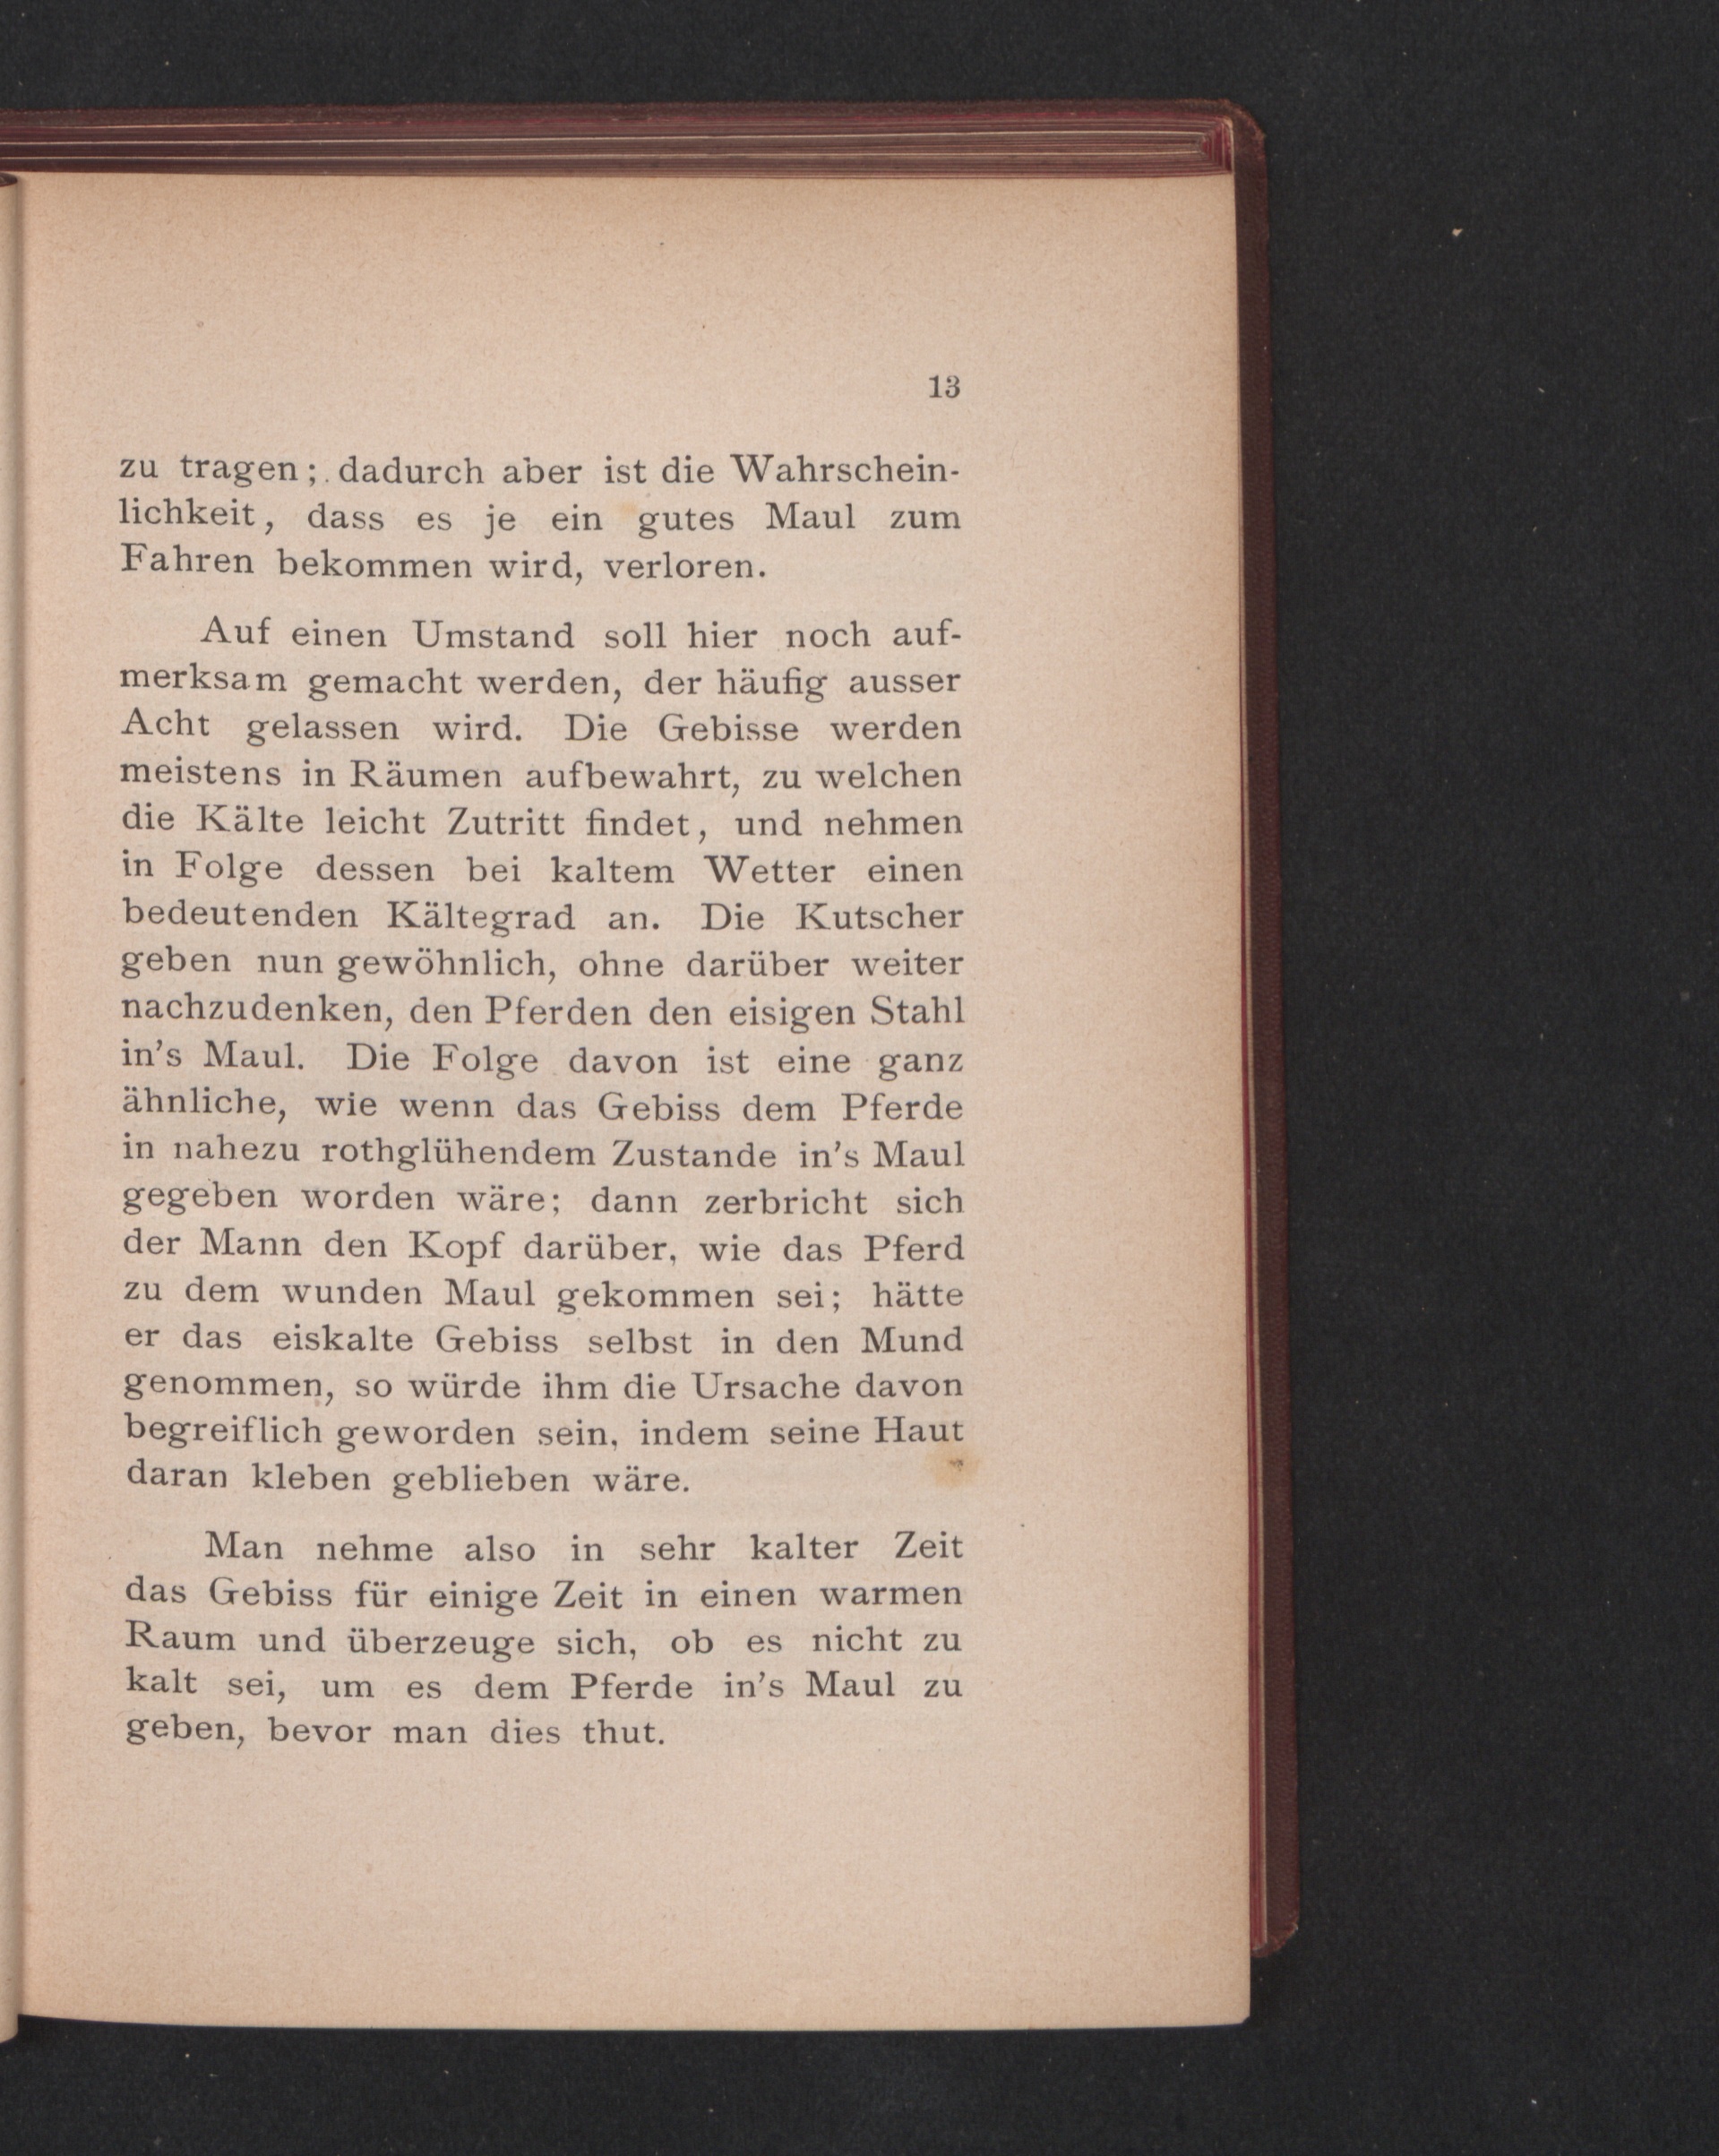 13
zu tragen; dadurch aber ist die Wahrschein-
lichkeit, dass es je ein gutes Maul zum
Fahren bekommen wird, verloren.
Auf einen Umstand soll hier noch auf-
merksam gemacht werden, der häufig ausser
Acht gelassen wird. Die Gebisse werden
meistens in Räumen aufbewahrt, zu welchen
die Kälte leicht Zutritt findet, und nehmen
in Folge dessen bei kaltem Wetter einen
bedeutenden Kältegrad an. Die Kutscher
geben nun gewöhnlich, ohne darüber weiter
nachzudenken, den Pferden den eisigen Stahl
in's Maul. Die Folge davon ist eine ganz
ähnliche, wie wenn das Gebiss dem Pferde
in nahezu rothglühendem Zustande in's Maul
gegeben worden wäre; dann zerbricht sich
der Mann den Kopf darüber, wie das Pferd
zu dem wunden Maul gekommen sei; hätte
er das eiskalte Gebiss selbst in den Mund
genommen, so würde ihm die Ursache davon
begreiflich geworden sein, indem seine Haut
daran kleben geblieben wäre.
Man nehme also in sehr kalter Zeit
das Gebiss für einige Zeit in einen warmen
Raum und überzeuge sich, ob es nicht zu
kalt sei, um es dem Pferde in's Maul zu
geben, bevor man dies thut.